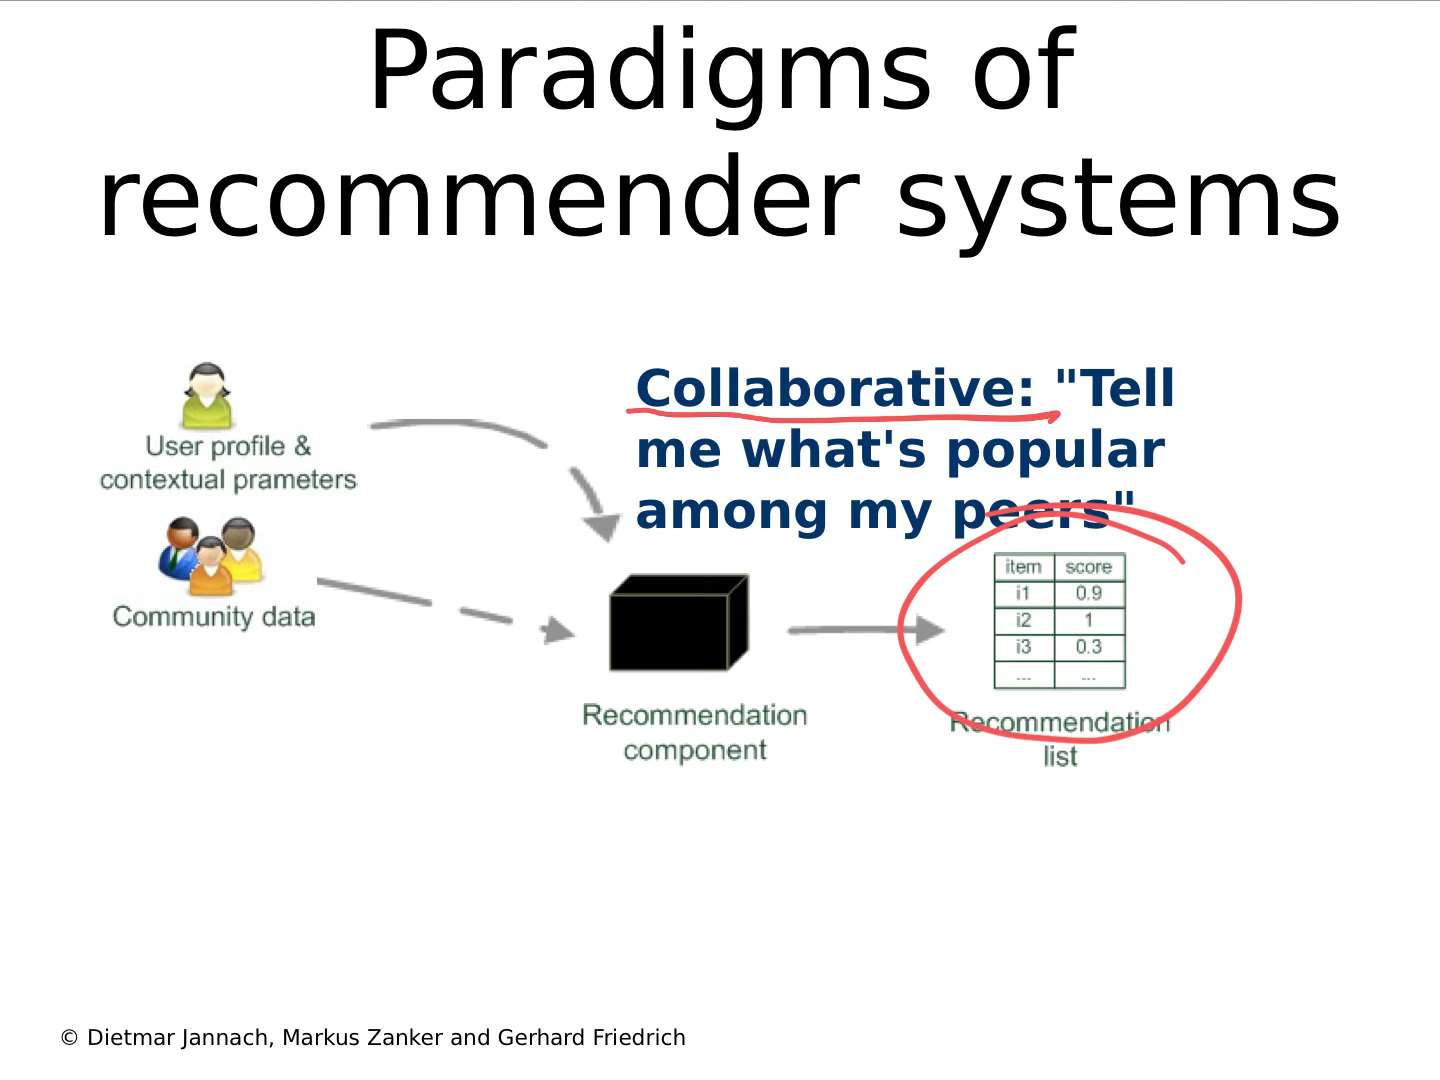 Paradigms of
recommender systems
Collaborative: "Tell
me what's popular
among my peers"
User profile &
contextual prameters
Community data
Recommendation
component
item score
i1 0.9
i2 1
i3 0.3
... ...
Recommendation
list
© Dietmar Jannach, Markus Zanker and Gerhard Friedrich